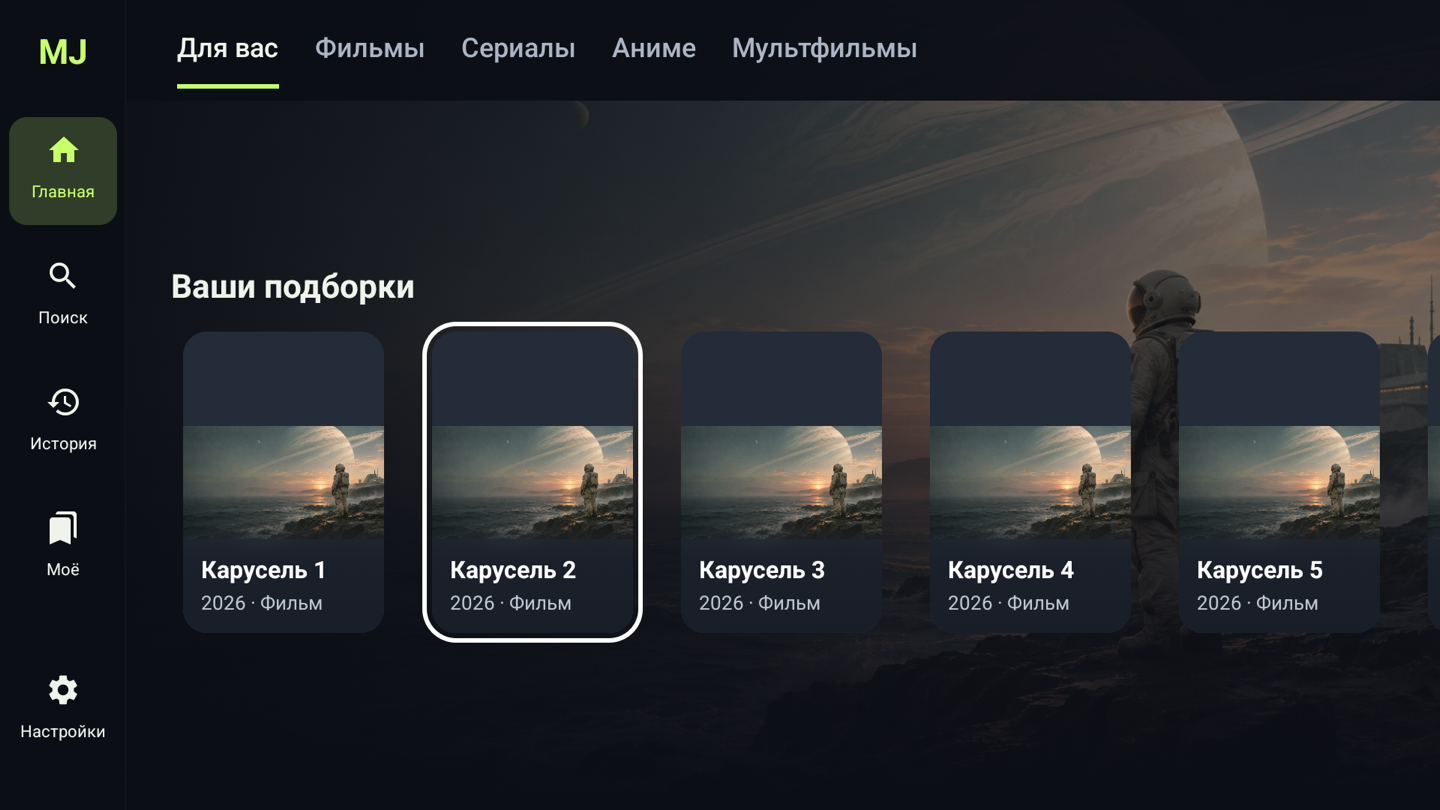 MJ
Для вас
Фильмы
Сериалы
Аниме
Мультфильмы
Главная
Поиск
История
Моё
Настройки
Ваши подборки
Карусель 1
2026 · Фильм
Карусель 2
2026 · Фильм
Карусель 3
2026 · Фильм
Карусель 4
2026 · Фильм
Карусель 5
2026 · Фильм